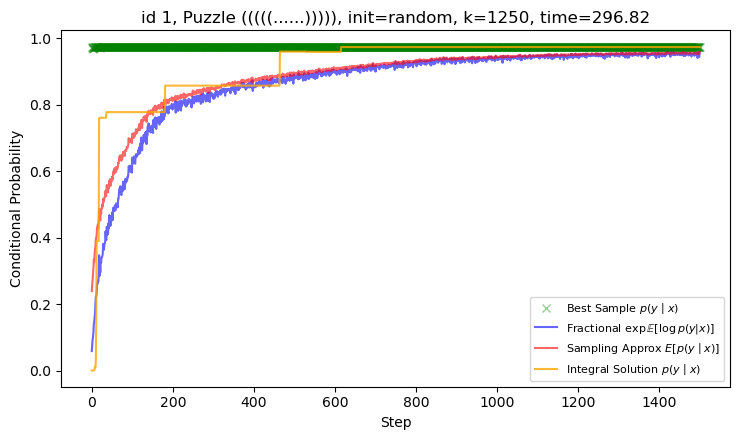 id 1, Puzzle (((((......))))), init=random, k=1250, time=296.82
Conditional Probability
1.0
0.8
0.6
0.4
0.2
0.0
0 200 400 600 800 1000 1200 1400
Step
Best Sample p(y | x)
Fractional exp𝔼[log p(y|x)]
Sampling Approx E[p(y | x)]
Integral Solution p(y | x)